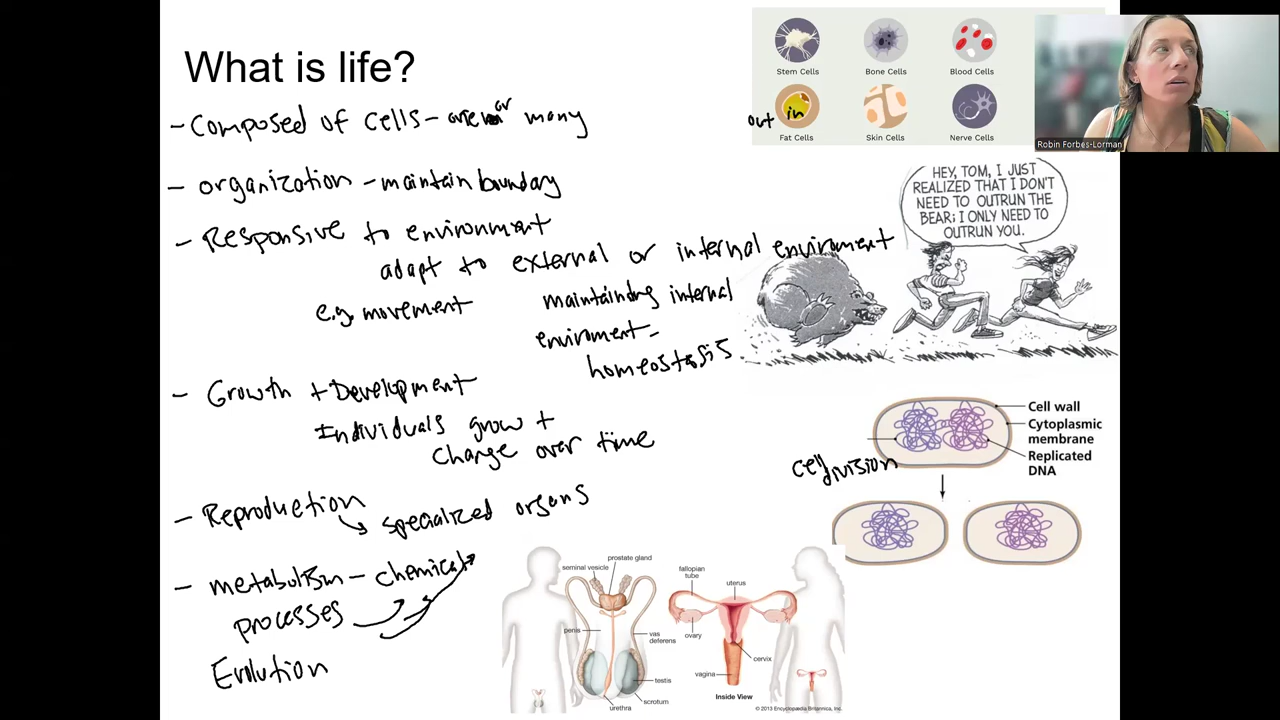 What is life?
- Composed of cells - one or many
- organization - maintain boundary
- Responsive to environment
adapt to external or internal enviroment
e.g. movement
maintaining internal
enviroment -
homeostasis
- Growth + Development
Individuals grow +
change over time
- Reproduction
specialized organs
- metabolism - chemical
processes
Evolution
Stem Cells
Bone Cells
Blood Cells
out
in
Fat Cells
Skin Cells
Nerve Cells
Robin Forbes-Lorman
HEY, TOM, I JUST
REALIZED THAT I DON'T
NEED TO OUTRUN THE
BEAR; I ONLY NEED TO
OUTRUN YOU.
Cell wall
Cytoplasmic
membrane
Replicated
DNA
cell division
prostate gland
seminal vesicle
penis
vas
deferens
testis
scrotum
urethra
fallopian
tube
uterus
ovary
cervix
vagina
Inside View
© 2013 Encyclopædia Britannica, Inc.